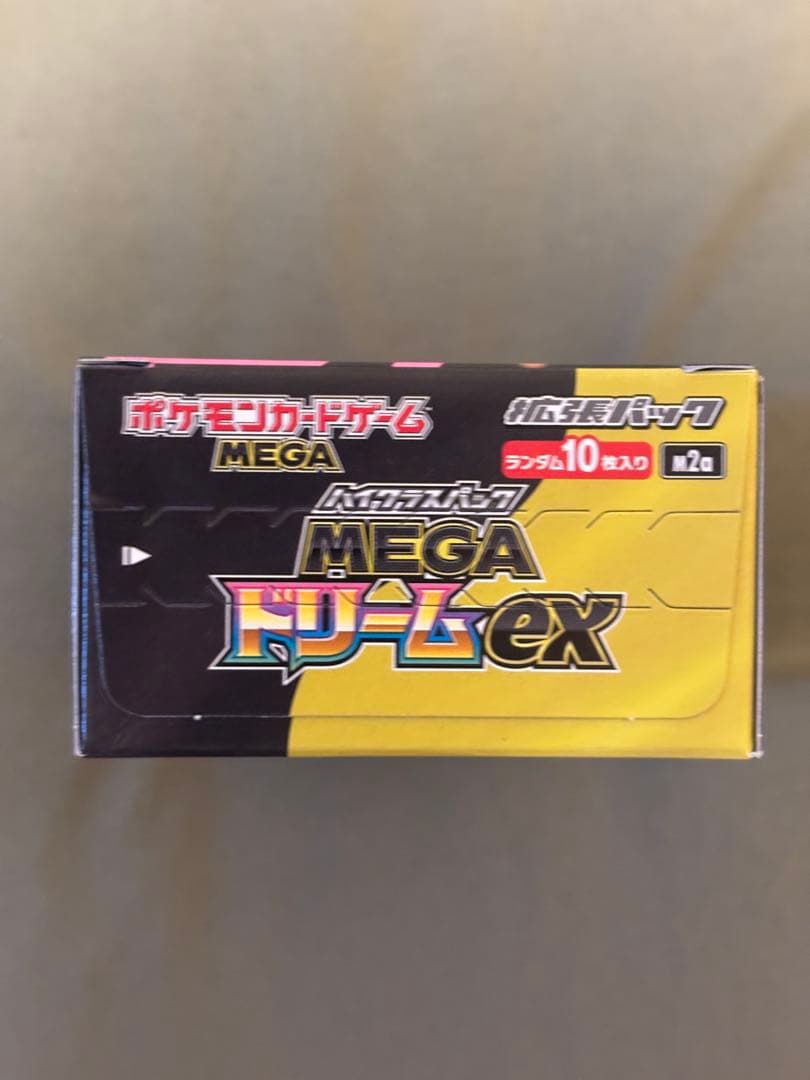 ポケモンカードゲーム
MEGA
拡張パック
ランダム10枚入り
M2a
ハイクラスパック
MEGA
ドリームex